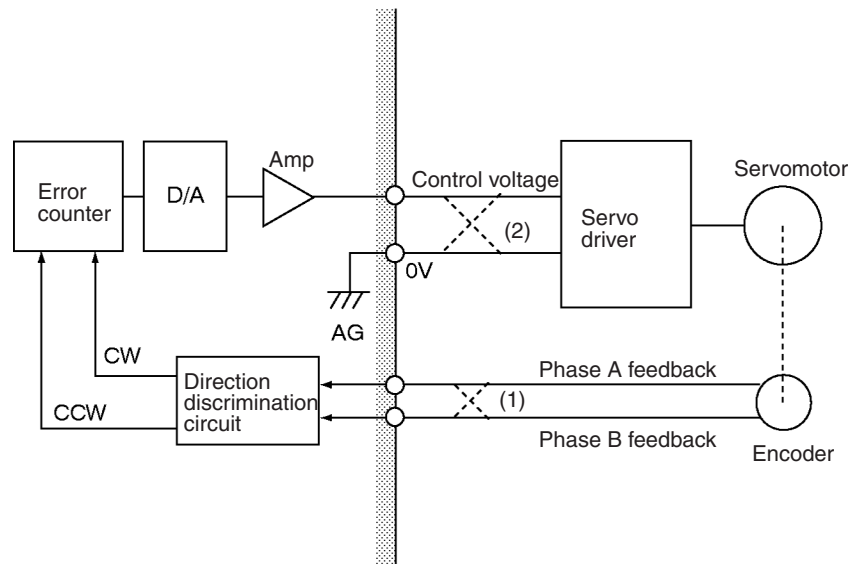 Amp
Servomotor
Error
counter
D/A
Control voltage
(2)
Servo
driver
0V
AG
CW
CCW
Direction
discrimination
circuit
Phase A feedback
(1)
Phase B feedback
Encoder